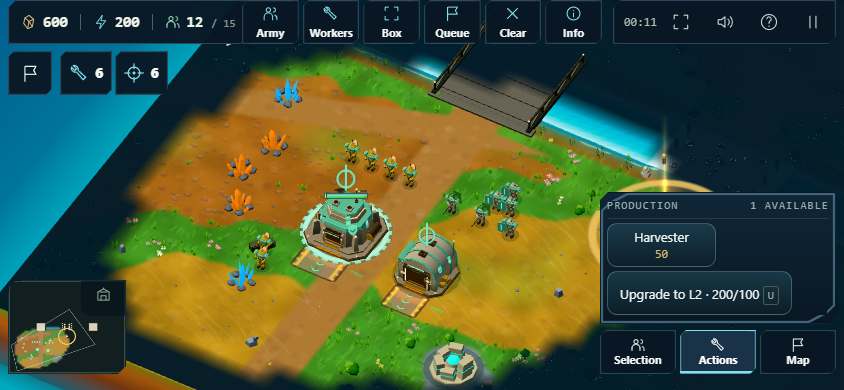 600 200 12 / 15
Army
Workers
Box
Queue
Clear
Info
00:11
6 6
PRODUCTION 1 AVAILABLE
Harvester
50
Upgrade to L2 · 200/100 U
Selection
Actions
Map